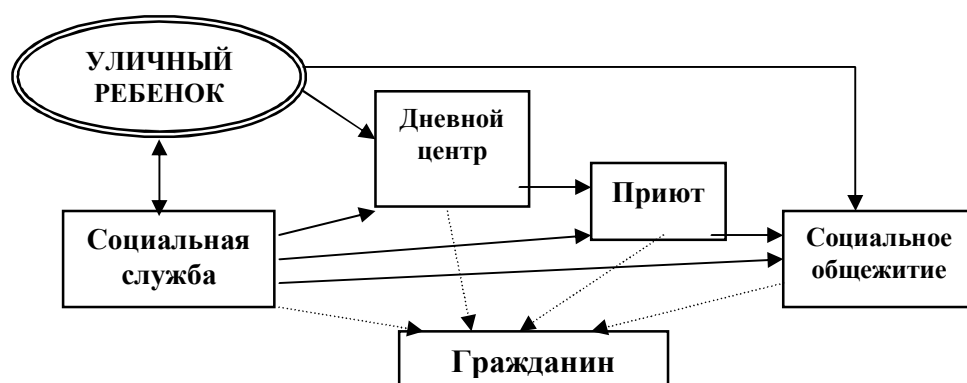 УЛИЧНЫЙ
РЕБЕНОК
Дневной
центр
Приют
Социальная
служба
Социальное
общежитие
Гражданин